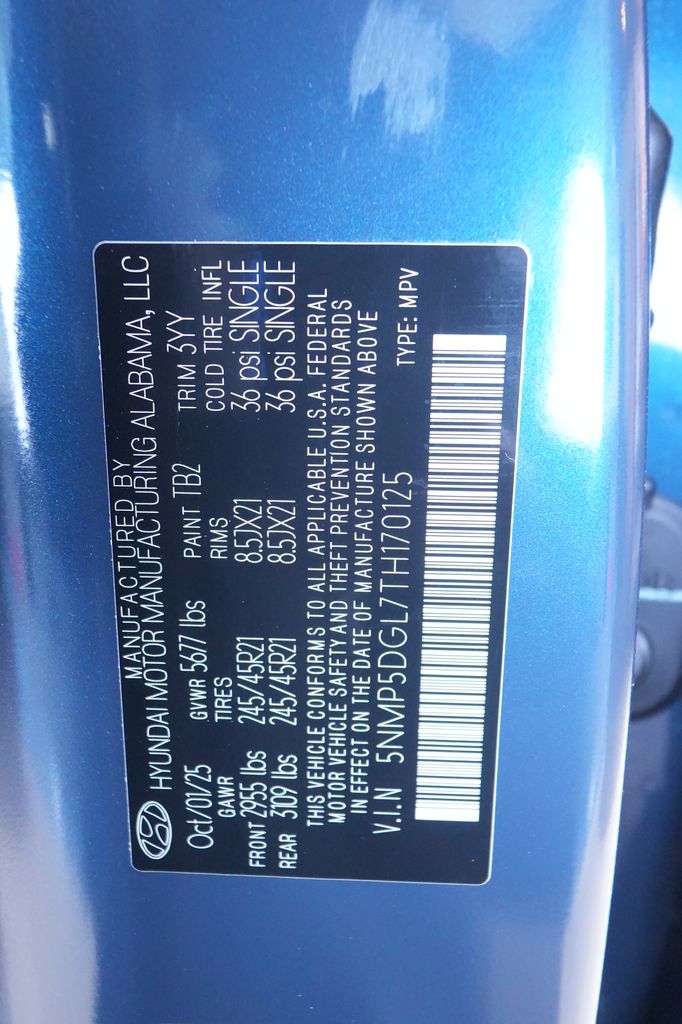 MANUFACTURED BY
HYUNDAI MOTOR MANUFACTURING ALABAMA, LLC
Oct/01/25 GVWR 5677 lbs PAINT TB2 TRIM 3YY
GAWR TIRES RIMS COLD TIRE INFL
FRONT 2955 lbs 245/45R21 8.5JX21 36 psi SINGLE
REAR 3109 lbs 245/45R21 8.5JX21 36 psi SINGLE
THIS VEHICLE CONFORMS TO ALL APPLICABLE U.S.A. FEDERAL
MOTOR VEHICLE SAFETY AND THEFT PREVENTION STANDARDS
IN EFFECT ON THE DATE OF MANUFACTURE SHOWN ABOVE
V.I.N 5NMP5DGL7TH170125 TYPE: MPV